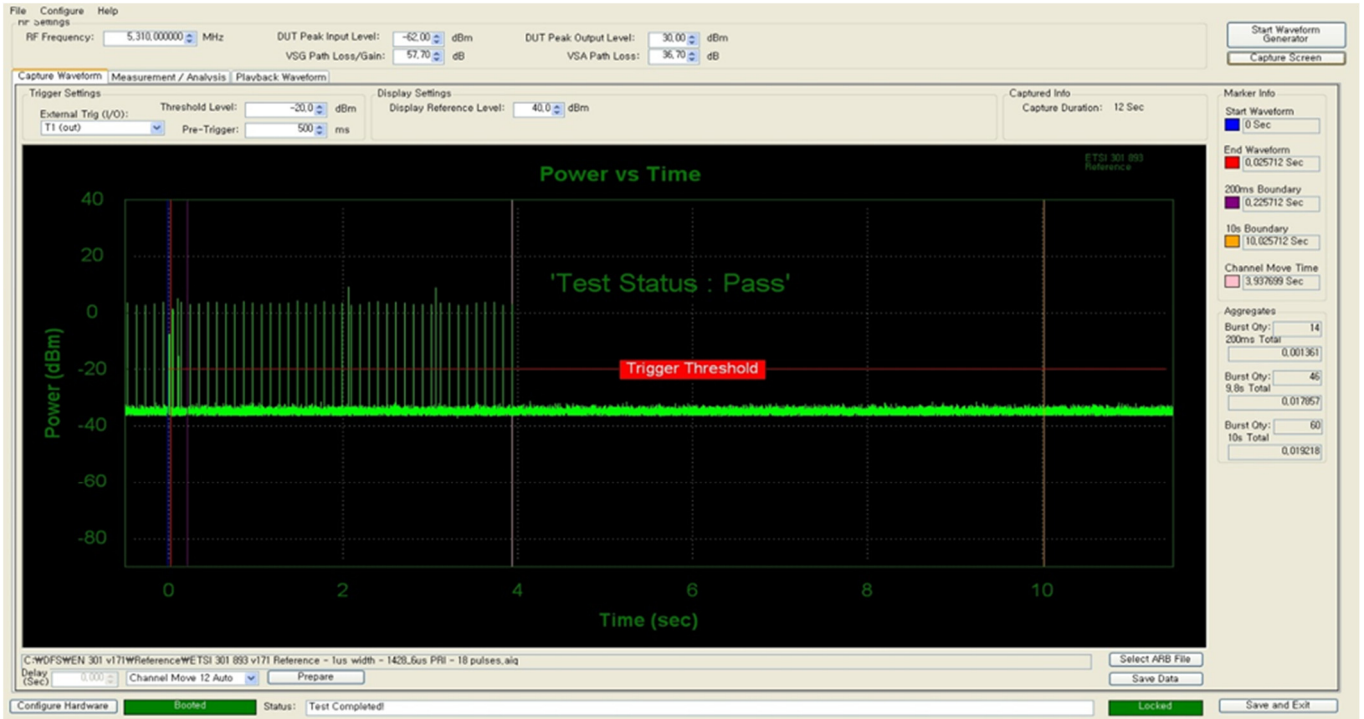 File Configure Help
RF Settings
RF Frequency: 5,310,000000 MHz
DUT Peak Input Level: -62,00 dBm
DUT Peak Output Level: 30,00 dBm
VSG Path Loss/Gain: 57,70 dB
VSA Path Loss: 36,70 dB
Start Waveform
Generator
Capture Screen
Capture Waveform Measurement / Analysis Playback Waveform
Trigger Settings
External Trig (I/O):
T1 (out)
Threshold Level: -20,0 dBm
Pre-Trigger: 500 ms
Display Settings
Display Reference Level: 40,0 dBm
Captured Info
Capture Duration: 12 Sec
Marker Info
Start Waveform
0 Sec
End Waveform
0,025712 Sec
200ms Boundary
0,225712 Sec
10s Boundary
10,025712 Sec
Channel Move Time
3,937699 Sec
Aggregates
Burst Qty: 14
200ms Total
0,001361
Burst Qty: 46
9,8s Total
0,017857
Burst Qty: 60
10s Total
0,019218
Power vs Time
ETSI 301 893
Reference
'Test Status : Pass'
Trigger Threshold
Power (dBm)
40
20
0
-20
-40
-60
-80
0 2 4 6 8 10
Time (sec)
C:₩DFS₩EN 301 v171₩Reference₩ETSI 301 893 v171 Reference - 1us width - 1428,6us PRI - 18 pulses,aiq
Select ARB File
Delay
(Sec)
0,000
Channel Move 12 Auto
Prepare
Save Data
Configure Hardware
Booted
Status: Test Completed!
Locked
Save and Exit